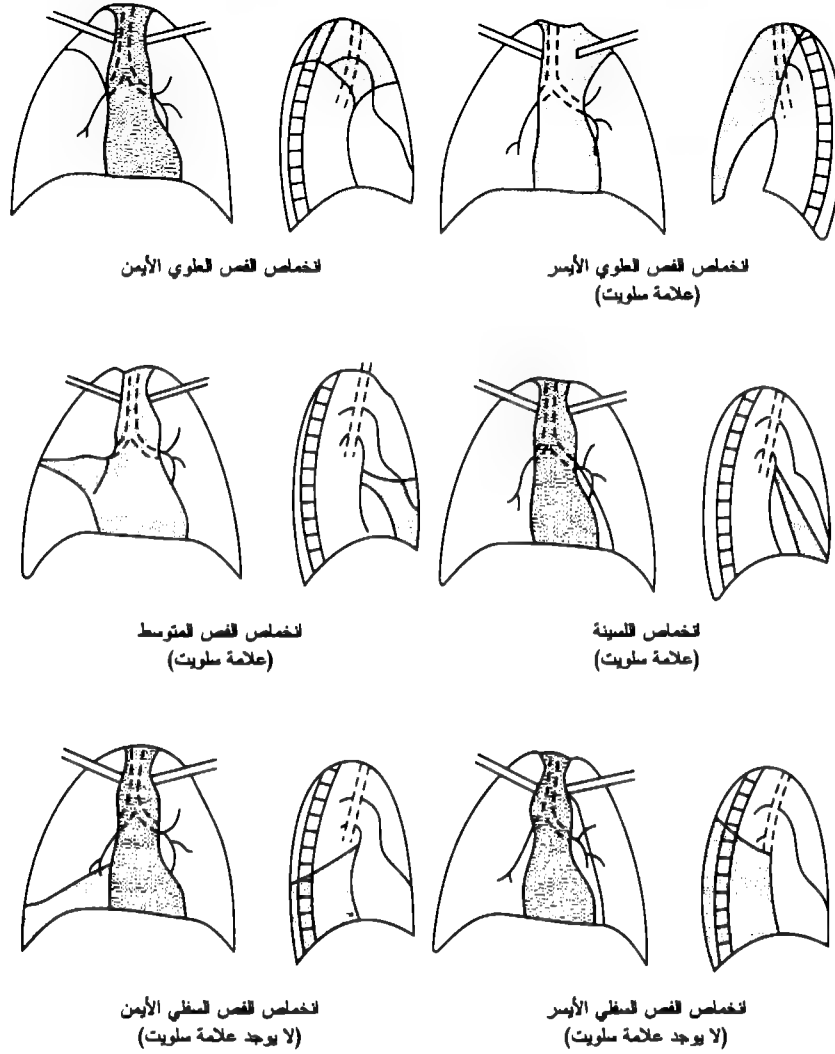 انخماص الفص العلوي الأيمن
انخماص الفص العلوي الأيسر
(علامة سلويت)
انخماص الفص المتوسط
(علامة سلويت)
انخماص اللسينة
(علامة سلويت)
انخماص الفص السفلي الأيمن
(لا يوجد علامة سلويت)
انخماص الفص السفلي الأيسر
(لا يوجد علامة سلويت)